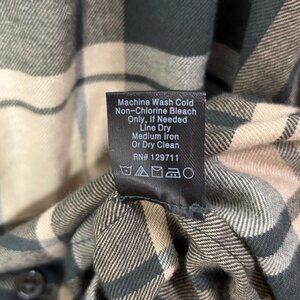 Machine Wash Cold
Non-Chlorine Bleach
Only, If Needed
Line Dry
Medium Iron
Or Dry Clean
RN# 129711